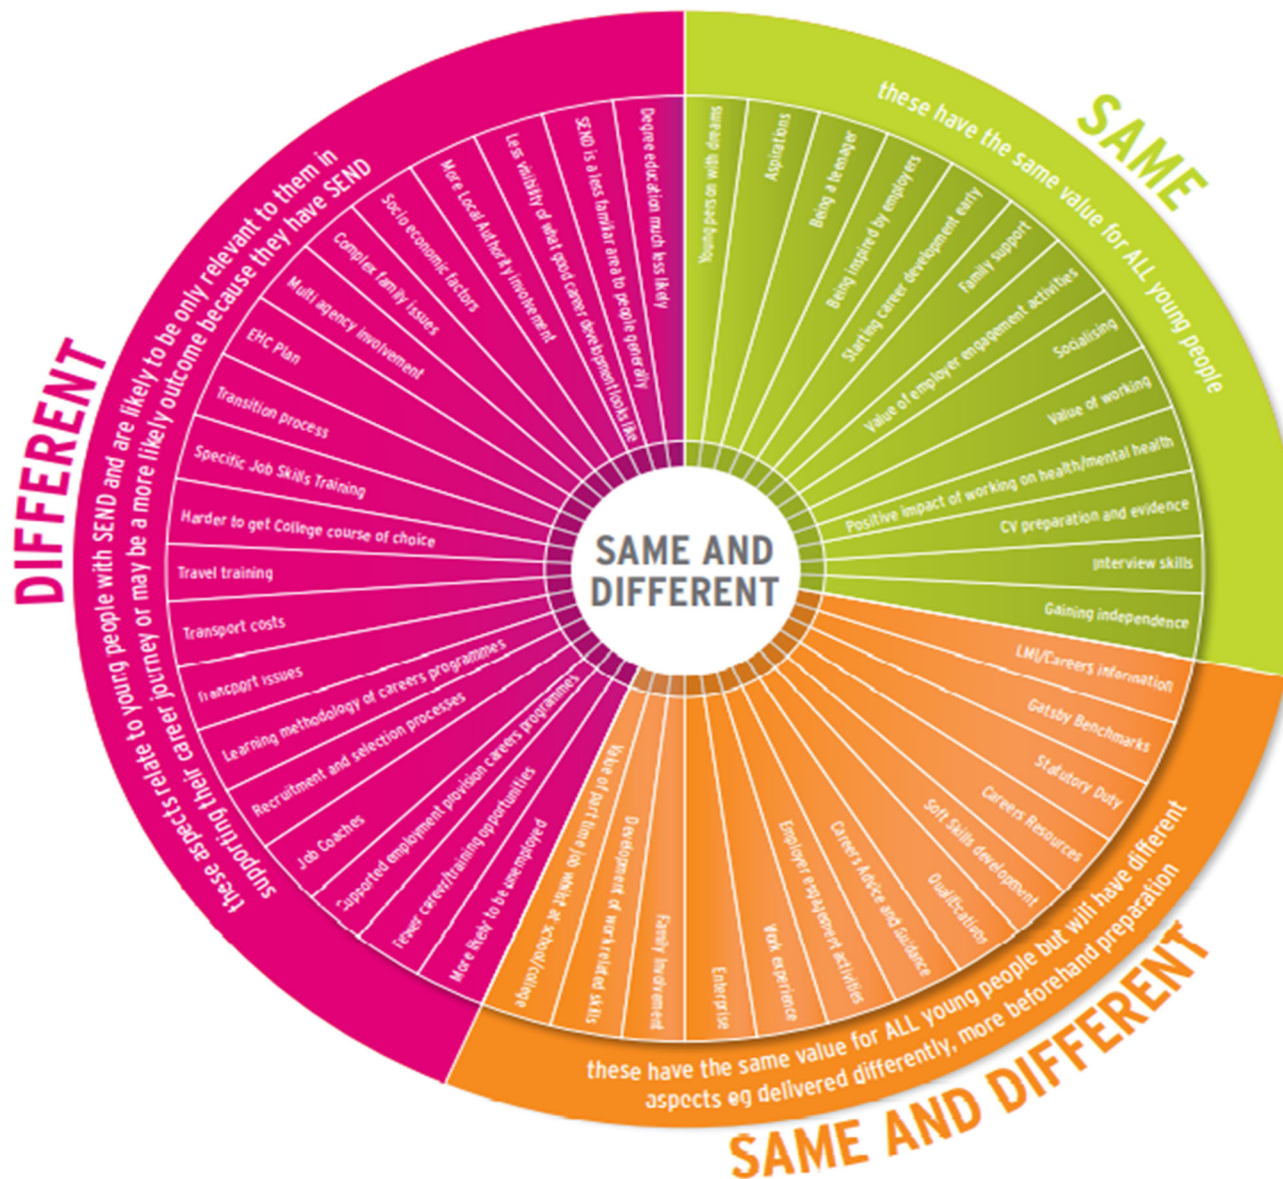 SAME
these have the same value for ALL young people
Young person with dreams
Aspirations
Being a teenager
Being inspired by employers
Starting career development early
Family support
Value of employer engagement activities
Socialising
Value of working
Positive impact of working on health/mental health
CV preparation and evidence
Interview skills
Gaining independence
LMI/Careers information
Gatsby Benchmarks
Statutory Duty
Careers Resources
Soft Skills development
Qualifications
Careers Advice and Guidance
Employer engagement activities
Work experience
Enterprise
Family Involvement
Development of work related skills
Value of part time job whilst at school/college
these have the same value for ALL young people but will have different
aspects eg delivered differently, more beforehand preparation
SAME AND DIFFERENT
More likely to be unemployed
Fewer career/training opportunities
Supported employment provision careers programmes
Job Coaches
Recruitment and selection processes
Learning methodology of careers programmes
Transport issues
Transport costs
Travel training
Harder to get College course of choice
Specific Job Skills Training
Transition process
EHC Plan
Multi agency involvement
Complex family issues
Socio economic factors
More Local Authority involvement
Less visibility of what good career development looks like
SEND is a less familiar area to people generally
Degree education much less likely
these aspects relate to young people with SEND and are likely to be only relevant to them in
supporting their career journey or may be a more likely outcome because they have SEND
DIFFERENT
SAME AND
DIFFERENT